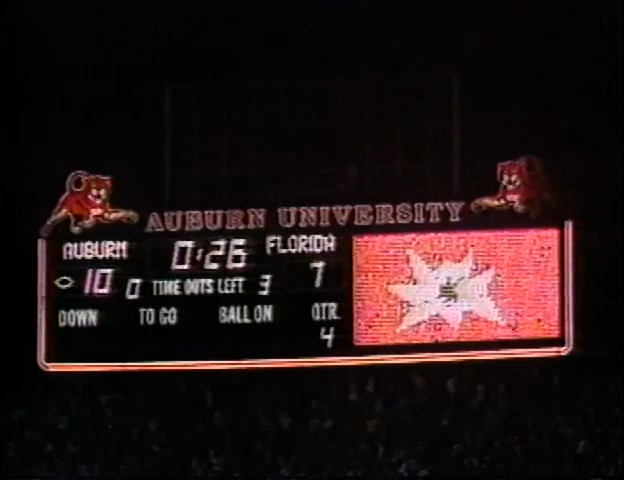 AUBURN UNIVERSITY
AUBURN 0:26 FLORIDA
10 0 TIME OUTS LEFT 3 7
DOWN TO GO BALL ON QTR.
4